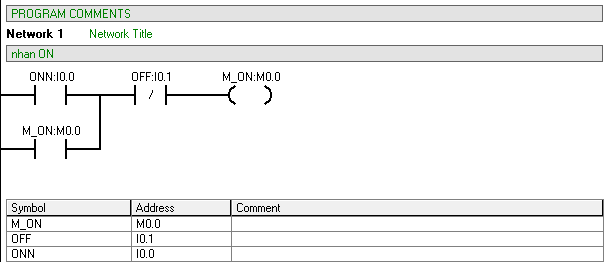 PROGRAM COMMENTS
Network 1 Network Title
nhan ON
ONN:I0.0 OFF:I0.1 M_ON:M0.0
/
M_ON:M0.0
Symbol Address Comment
M_ON M0.0
OFF I0.1
ONN I0.0